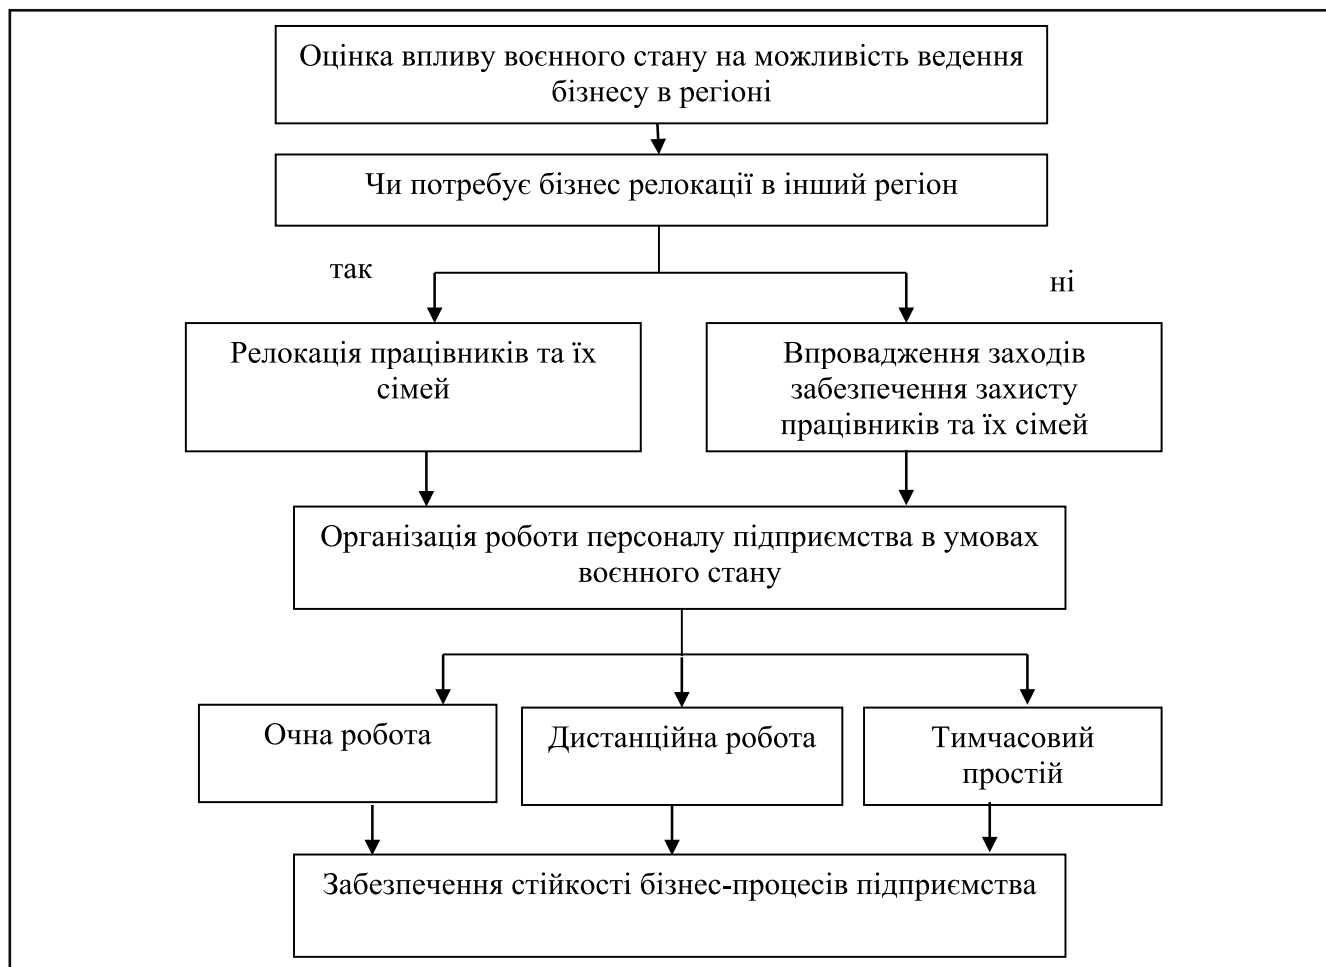 Оцінка впливу воєнного стану на можливість ведення
бізнесу в регіоні
Чи потребує бізнес релокації в інший регіон
так
ні
Релокація працівників та їх
сімей
Впровадження заходів
забезпечення захисту
працівників та їх сімей
Організація роботи персоналу підприємства в умовах
воєнного стану
Очна робота
Дистанційна робота
Тимчасовий
простій
Забезпечення стійкості бізнес-процесів підприємства